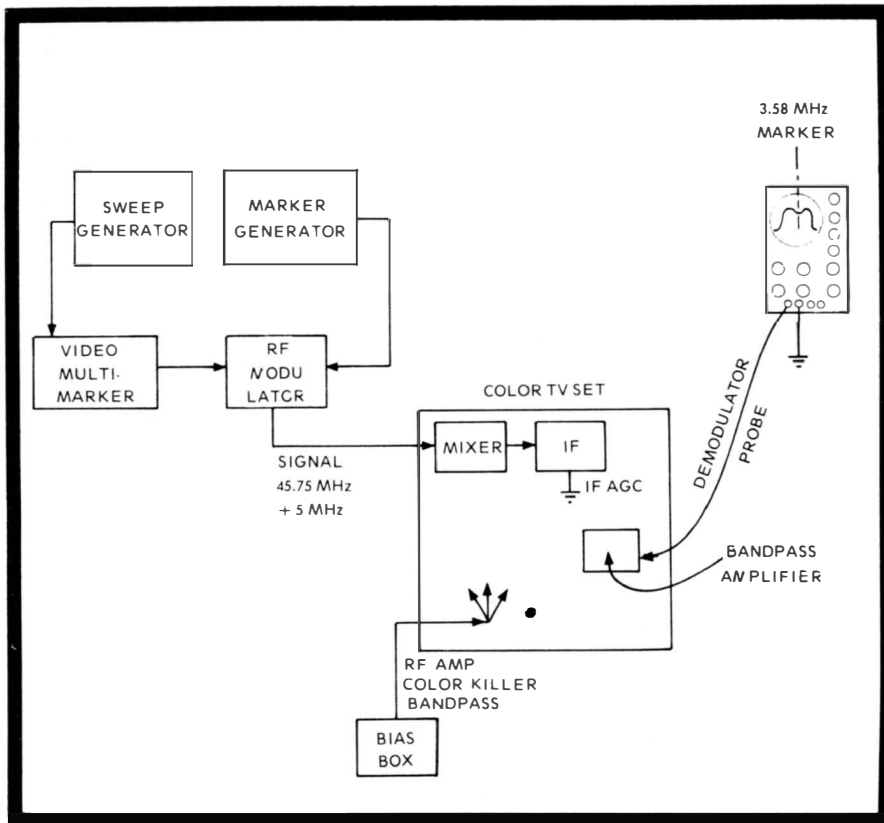 3.58 MHz
MARKER
SWEEP
GENERATOR
MARKER
GENERATOR
VIDEO
MULTI-
MARKER
RF
NODU
LATCR
COLOR TV SET
DEMODULATOR
PROBE
MIXER
IF
SIGNAL
45.75 MHz
+ 5 MHz
IF AGC
BANDPASS
AMPLIFIER
RF AMP
COLOR KILLER
BANDPASS
BIAS
BOX